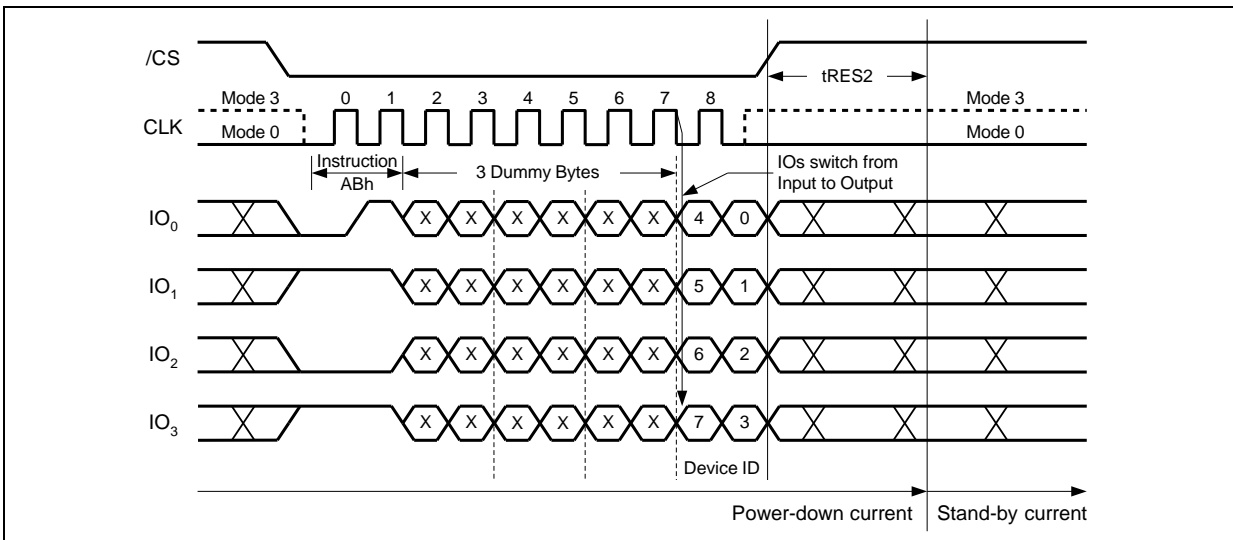 /CS
tRES2
Mode 3 0 1 2 3 4 5 6 7 8 Mode 3
CLK
Mode 0 Mode 0
Instruction
ABh
3 Dummy Bytes
IOs switch from
Input to Output
IO0 X X X X X X 4 0
IO1 X X X X X X 5 1
IO2 X X X X X X 6 2
IO3 X X X X X X 7 3
Device ID
Power-down current Stand-by current